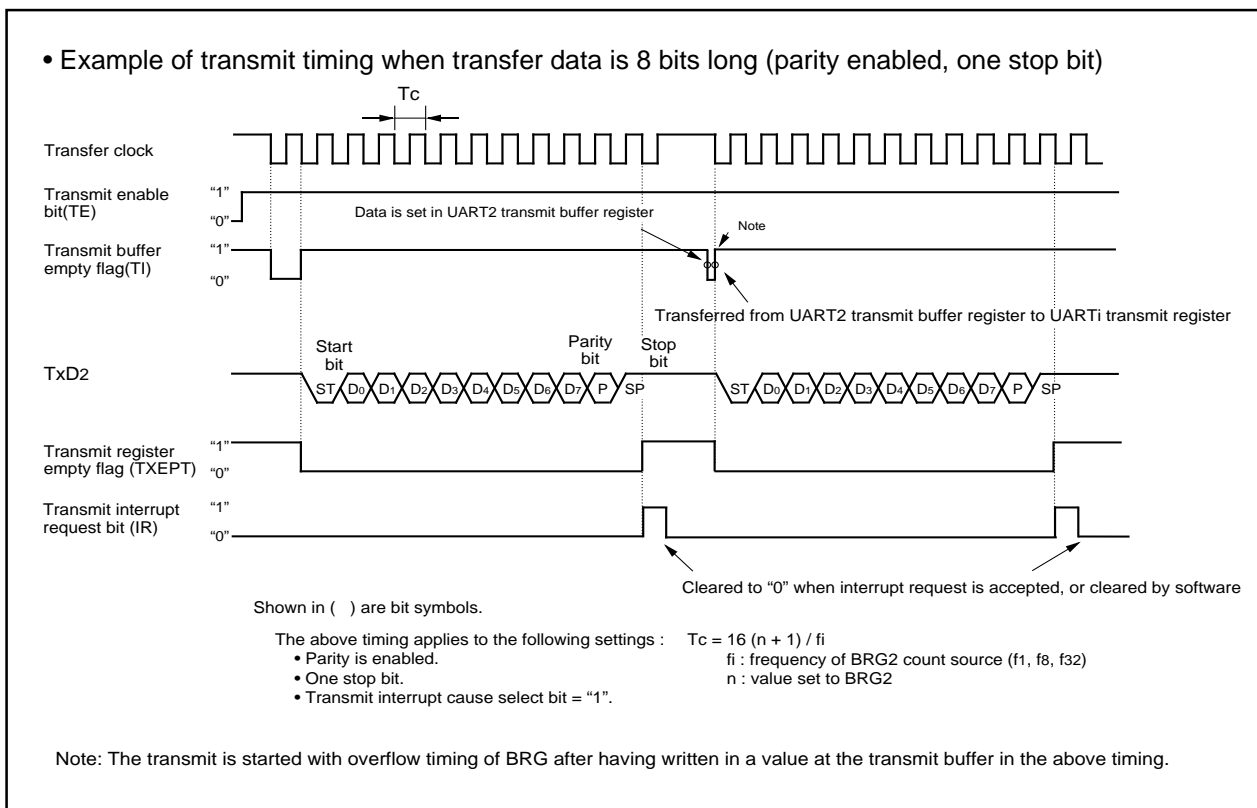 • Example of transmit timing when transfer data is 8 bits long (parity enabled, one stop bit)
Tc
Transfer clock
Transmit enable
bit(TE)
“1”
“0”
Data is set in UART2 transmit buffer register
Note
Transmit buffer
empty flag(TI)
“1”
“0”
Transferred from UART2 transmit buffer register to UARTi transmit register
Start
bit
Parity
bit
Stop
bit
TxD2
ST D0 D1 D2 D3 D4 D5 D6 D7 P SP
ST D0 D1 D2 D3 D4 D5 D6 D7 P SP
Transmit register
empty flag (TXEPT)
“1”
“0”
Transmit interrupt
request bit (IR)
“1”
“0”
Cleared to “0” when interrupt request is accepted, or cleared by software
Shown in ( ) are bit symbols.
The above timing applies to the following settings :
• Parity is enabled.
• One stop bit.
• Transmit interrupt cause select bit = “1”.
Tc = 16 (n + 1) / fi
fi : frequency of BRG2 count source (f1, f8, f32)
n : value set to BRG2
Note: The transmit is started with overflow timing of BRG after having written in a value at the transmit buffer in the above timing.